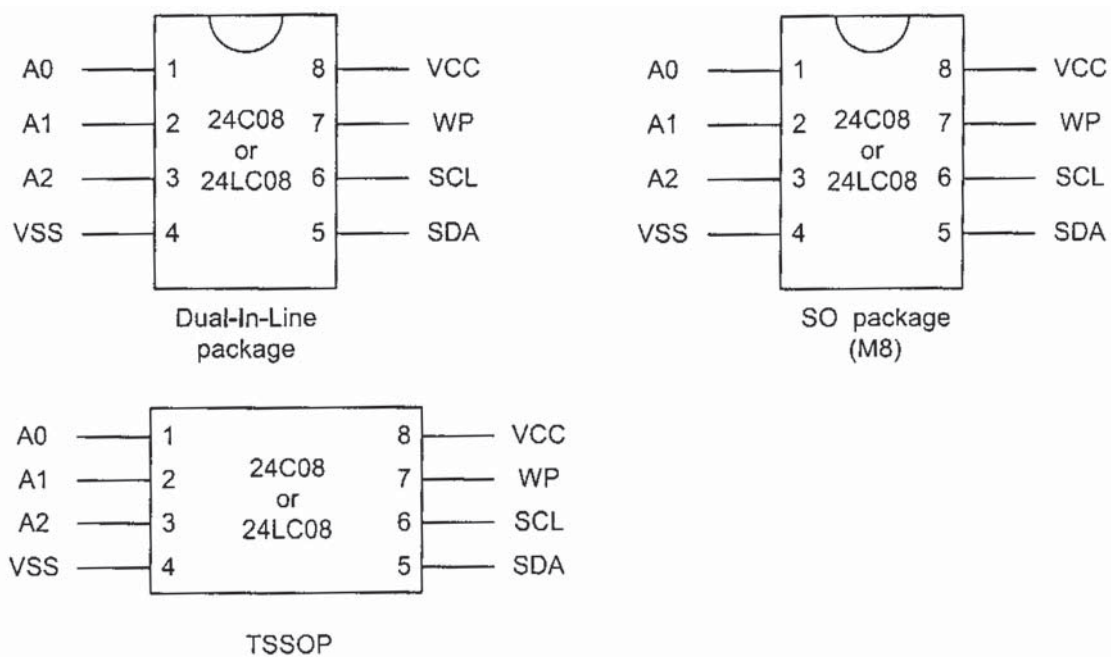 A0 1 8 VCC
A1 2 24C08 7 WP
or
A2 3 24LC08 6 SCL
VSS 4 5 SDA
Dual-In-Line
package
A0 1 8 VCC
A1 2 24C08 7 WP
or
A2 3 24LC08 6 SCL
VSS 4 5 SDA
SO package
(M8)
A0 1 8 VCC
A1 2 24C08 7 WP
or
A2 3 24LC08 6 SCL
VSS 4 5 SDA
TSSOP